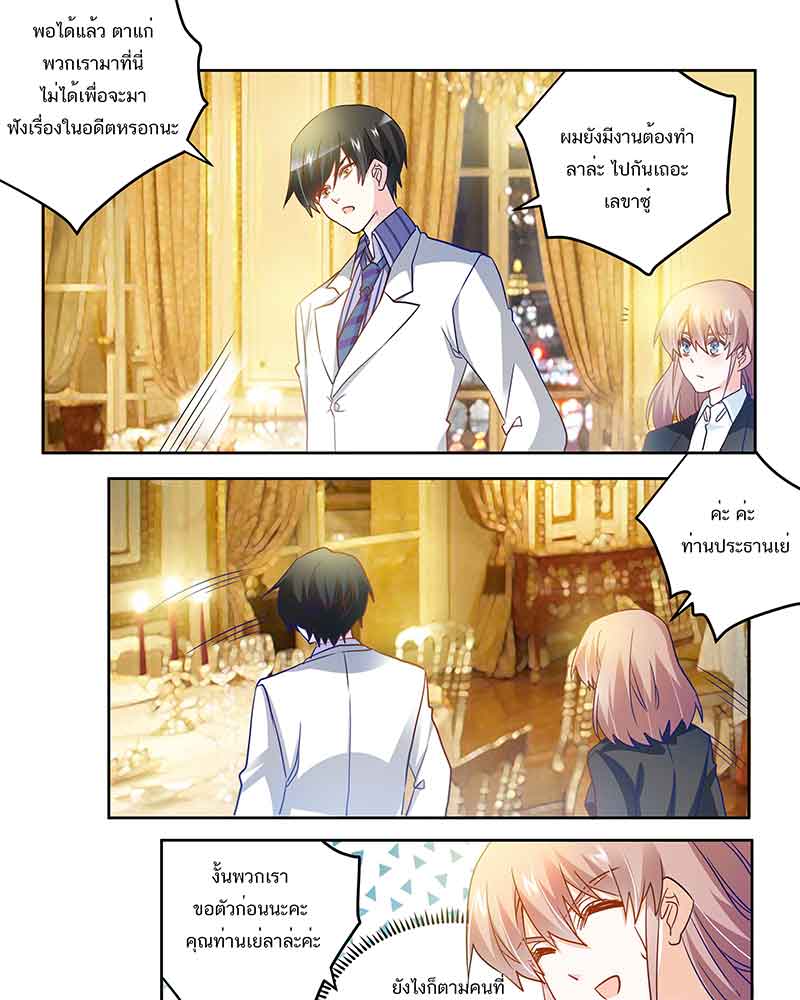 พอได้แล้ว ตาแก่
พวกเรามาที่นี่
ไม่ได้เพื่อจะมา
ฟังเรื่องในอดีตหรอกนะ
ผมยังมีงานต้องทำ
ลาล่ะ ไปกันเถอะ
เลขาซู่
ค่ะ ค่ะ
ท่านประธานเย่
งั้นพวกเรา
ขอตัวก่อนนะคะ
คุณท่านเย่ลาล่ะค่ะ
ยังไงก็ตามคนที่